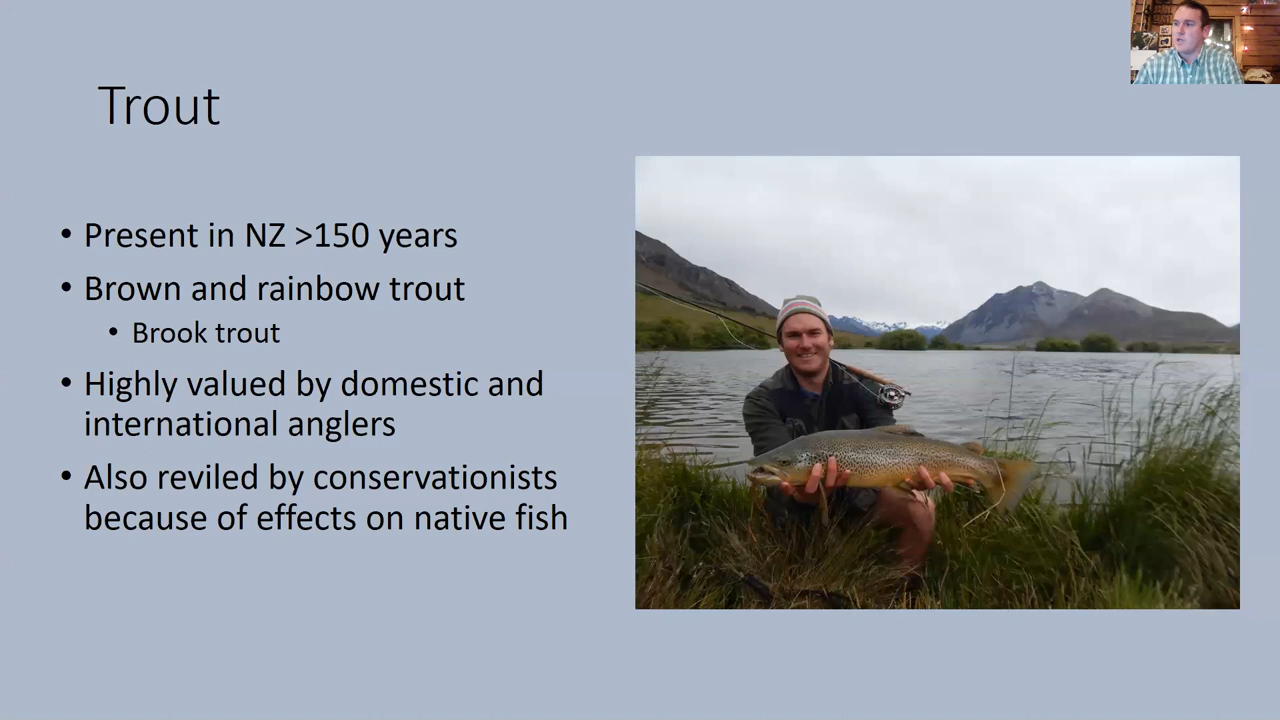 Trout
• Present in NZ >150 years
• Brown and rainbow trout
• Brook trout
• Highly valued by domestic and
international anglers
• Also reviled by conservationists
because of effects on native fish